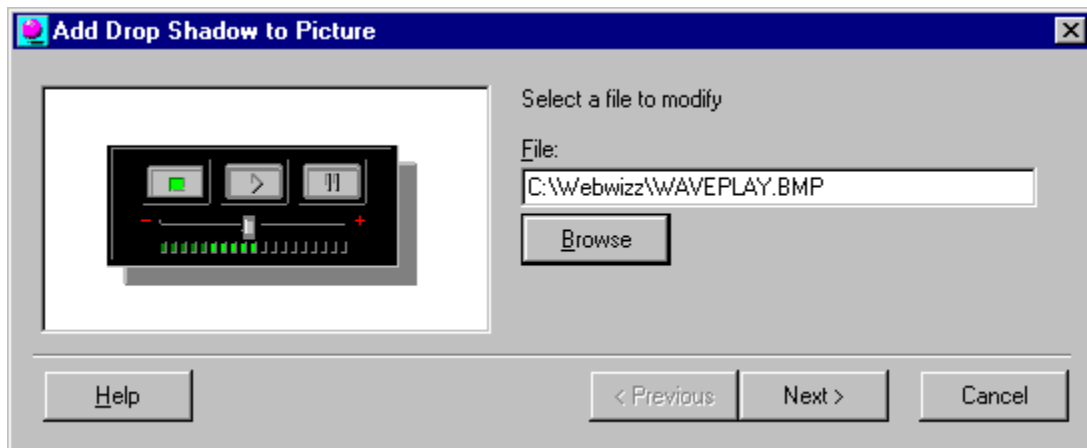 Add Drop Shadow to Picture
Select a file to modify
File:
C:\Webwizz\WAVEPLAY.BMP
Browse
- +
Help
< Previous
Next >
Cancel